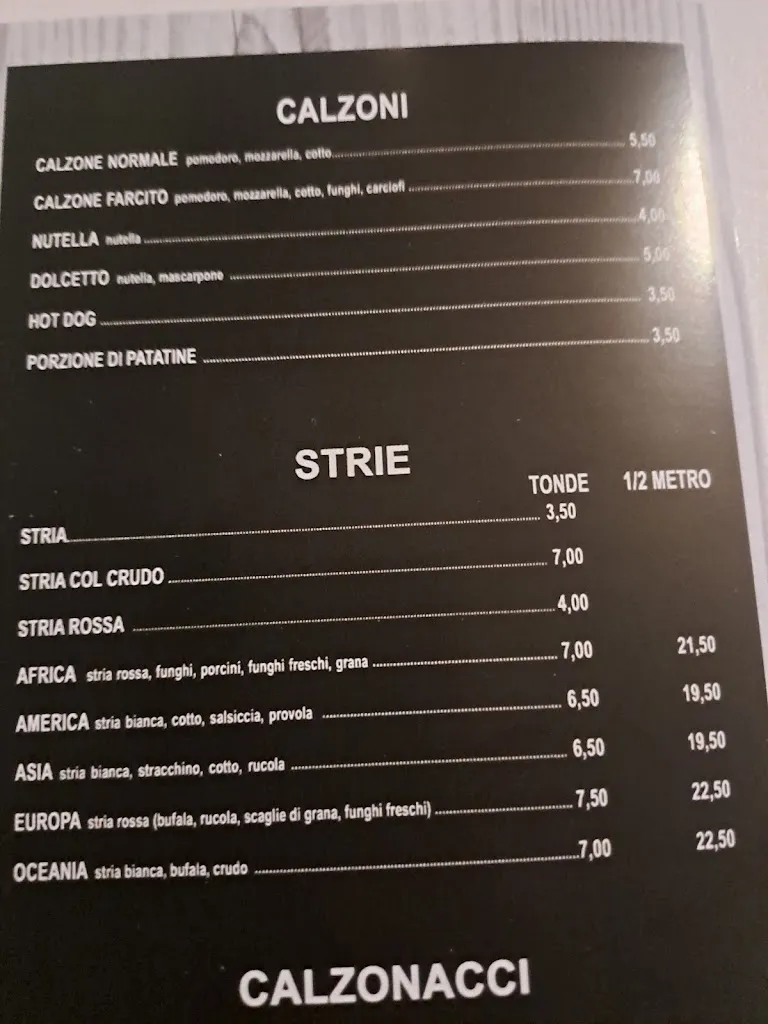 CALZONI
CALZONE NORMALE pomodoro, mozzarella, cotto 5,50
CALZONE FARCITO pomodoro, mozzarella, cotto, funghi, carciofi 7,00
NUTELLA nutella 4,00
DOLCETTO nutella, mascarpone 5,00
HOT DOG 3,50
PORZIONE DI PATATINE 3,50
STRIE
TONDE 1/2 METRO
STRIA 3,50
STRIA COL CRUDO 7,00
STRIA ROSSA 4,00
AFRICA stria rossa, funghi, porcini, funghi freschi, grana 7,00 21,50
AMERICA stria bianca, cotto, salsiccia, provola 6,50 19,50
ASIA stria bianca, stracchino, cotto, rucola 6,50 19,50
EUROPA stria rossa (bufala, rucola, scaglie di grana, funghi freschi) 7,50 22,50
OCEANIA stria bianca, bufala, crudo 7,00 22,50
CALZONACCI